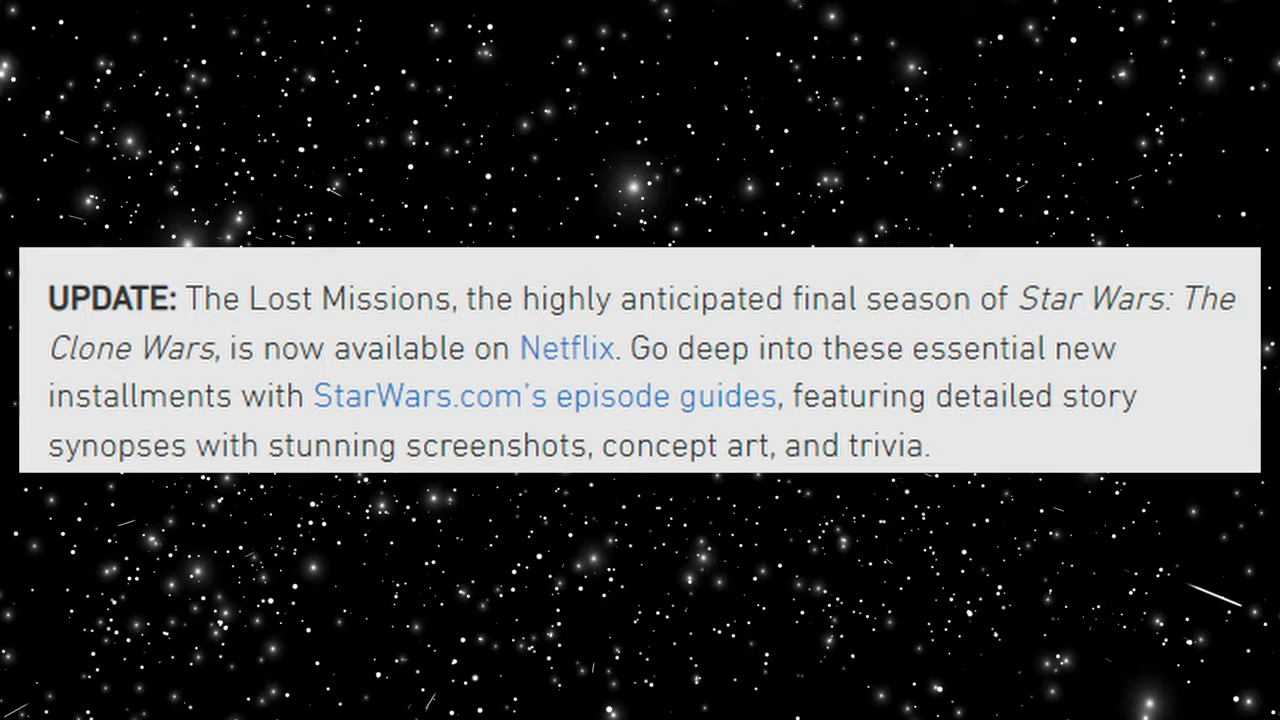 UPDATE: The Lost Missions, the highly anticipated final season of Star Wars: The
Clone Wars, is now available on Netflix. Go deep into these essential new
installments with StarWars.com’s episode guides, featuring detailed story
synopses with stunning screenshots, concept art, and trivia.